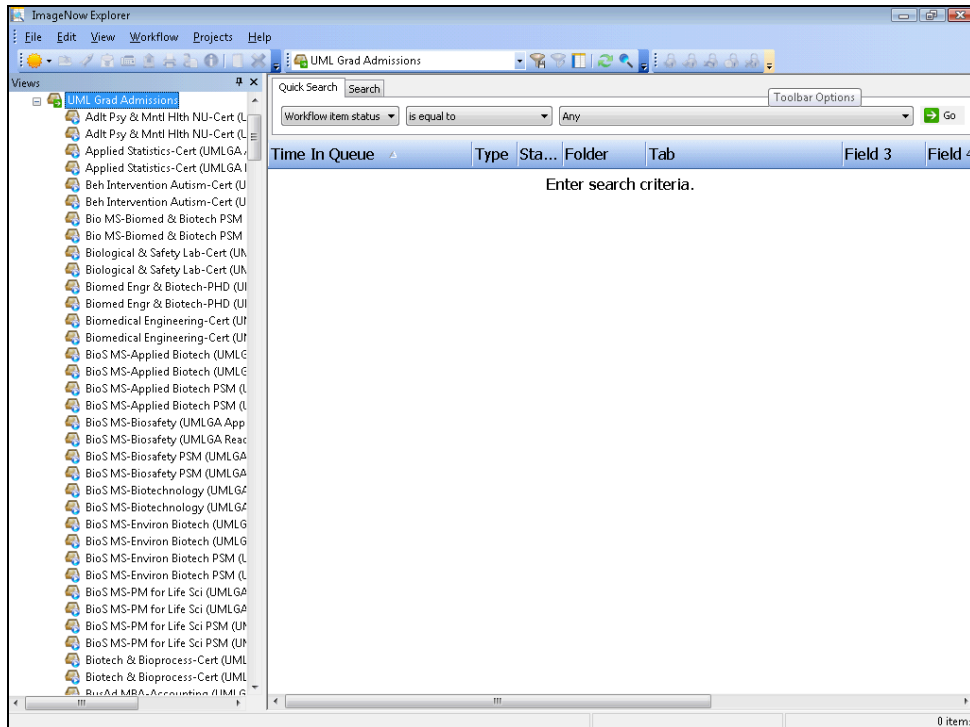 ImageNow Explorer
File Edit View Workflow Projects Help
UML Grad Admissions
Views
Quick Search Search
Toolbar Options
Workflow item status is equal to Any Go
Time In Queue Type Sta... Folder Tab Field 3 Field 4
Enter search criteria.
UML Grad Admissions
Adlt Psy & Mntl Hlth NU-Cert (L
Adlt Psy & Mntl Hlth NU-Cert (L
Applied Statistics-Cert (UMLGA
Applied Statistics-Cert (UMLGA
Beh Intervention Autism-Cert (U
Beh Intervention Autism-Cert (U
Bio MS-Biomed & Biotech PSM
Bio MS-Biomed & Biotech PSM
Biological & Safety Lab-Cert (UN
Biological & Safety Lab-Cert (UN
Biomed Engr & Biotech-PHD (UI
Biomed Engr & Biotech-PHD (UI
Biomedical Engineering-Cert (UM
Biomedical Engineering-Cert (UM
BioS MS-Applied Biotech (UMLG
BioS MS-Applied Biotech (UMLG
BioS MS-Applied Biotech PSM (L
BioS MS-Applied Biotech PSM (L
BioS MS-Biosafety (UMLGA App
BioS MS-Biosafety (UMLGA Reac
BioS MS-Biosafety PSM (UMLGA
BioS MS-Biosafety PSM (UMLGA
BioS MS-Biotechnology (UMLGA
BioS MS-Biotechnology (UMLGA
BioS MS-Environ Biotech (UMLG
BioS MS-Environ Biotech (UMLG
BioS MS-Environ Biotech PSM (L
BioS MS-Environ Biotech PSM (L
BioS MS-PM for Life Sci (UMLGA
BioS MS-PM for Life Sci (UMLGA
BioS MS-PM for Life Sci PSM (UM
BioS MS-PM for Life Sci PSM (UM
Biotech & Bioprocess-Cert (UML
Biotech & Bioprocess-Cert (UML
BusAd MBA-Accounting (UMLG
0 items